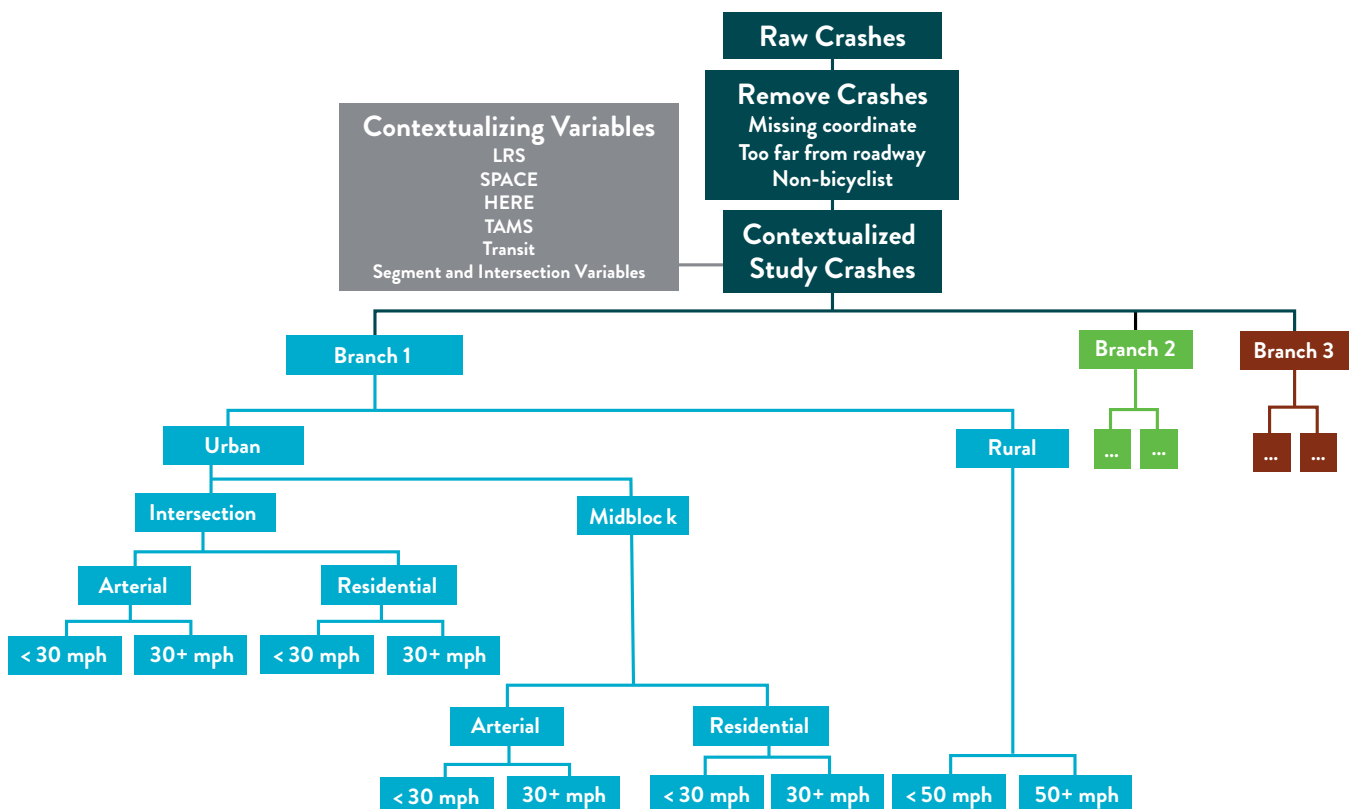 Raw Crashes
Remove Crashes
Missing coordinate
Too far from roadway
Non-bicyclist
Contextualizing Variables
LRS
SPACE
HERE
TAMS
Transit
Segment and Intersection Variables
Contextualized
Study Crashes
Branch 1
Branch 2
Branch 3
Urban
Rural
...
...
...
...
Intersection
Midbloc k
Arterial
Residential
< 30 mph
30+ mph
< 30 mph
30+ mph
Arterial
Residential
< 30 mph
30+ mph
< 30 mph
30+ mph
< 50 mph
50+ mph